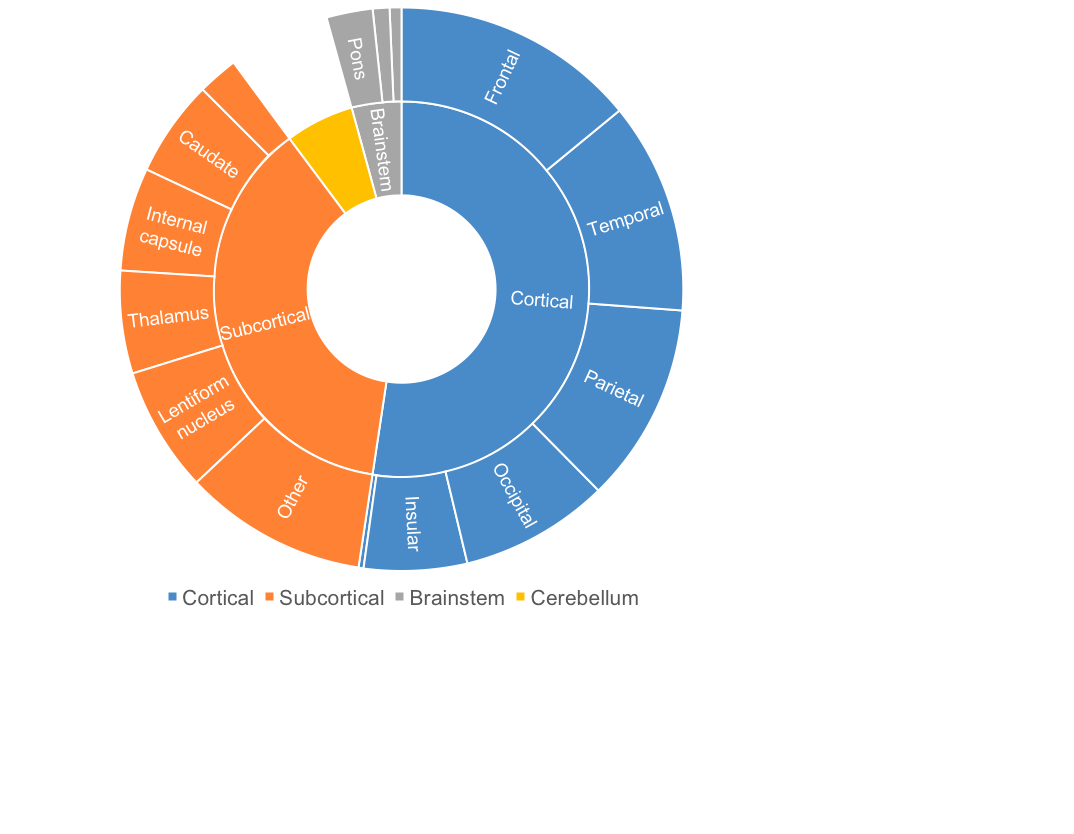 Pons
Brainstem
Frontal
Temporal
Cortical
Parietal
Occipital
Insular
Other
Lentiform
nucleus
Thalamus
Internal
capsule
Caudate
Subcortical
Cortical
Subcortical
Brainstem
Cerebellum